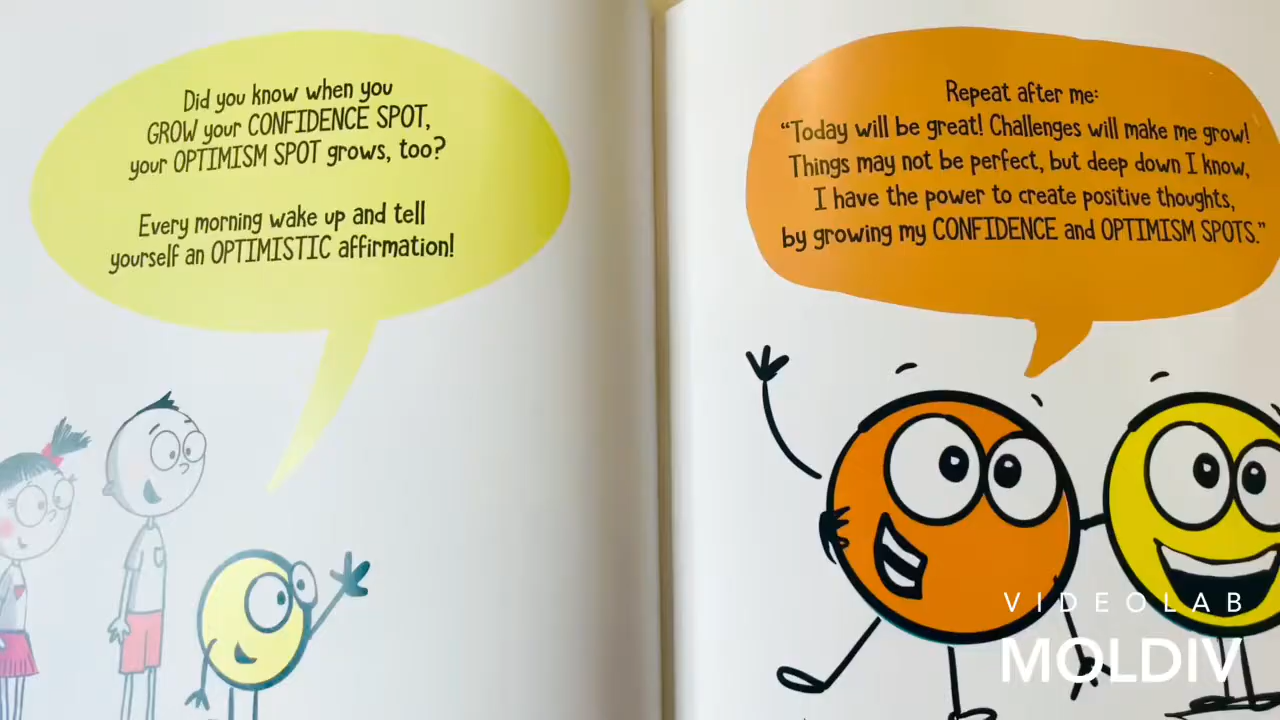 Did you know when you
GROW your CONFIDENCE SPOT,
your OPTIMISM SPOT grows, too?
Every morning wake up and tell
yourself an OPTIMISTIC affirmation!
Repeat after me:
“Today will be great! Challenges will make me grow!
Things may not be perfect, but deep down I know,
I have the power to create positive thoughts,
by growing my CONFIDENCE and OPTIMISM SPOTS.”
VIDEOLAB
MOLDIV